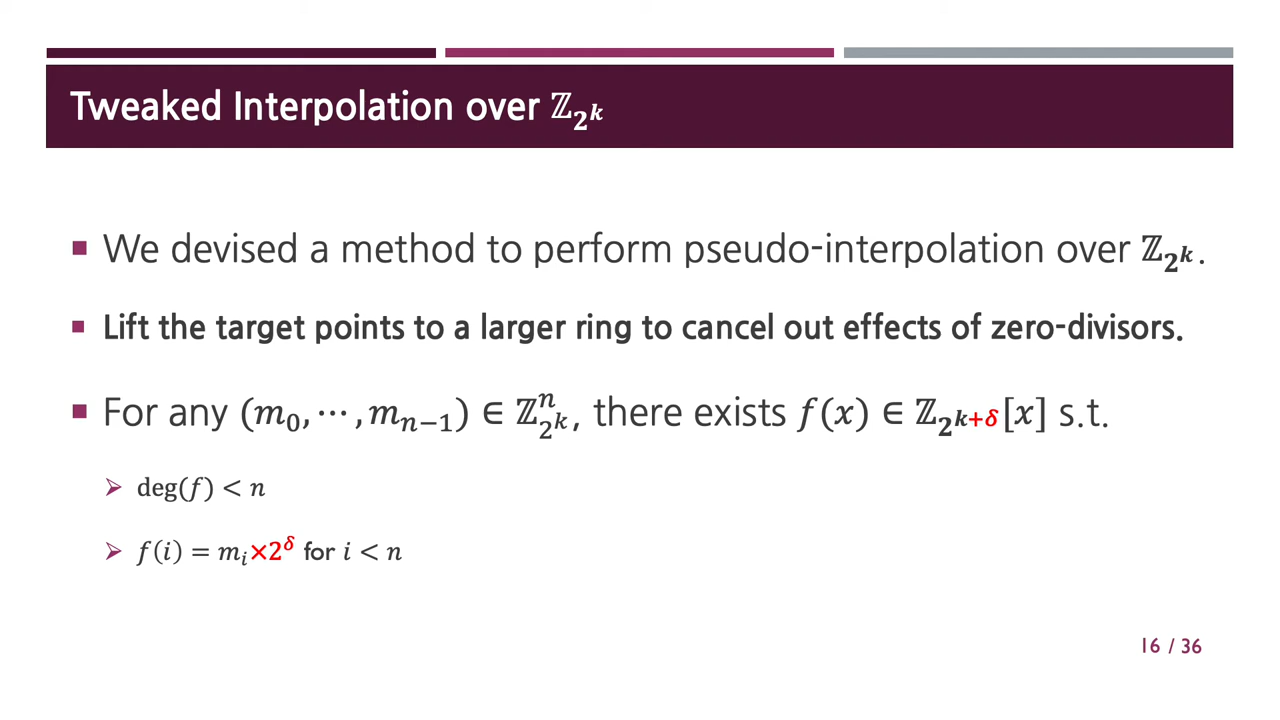 Tweaked Interpolation over ℤ₂ᵏ
■ We devised a method to perform pseudo-interpolation over ℤ_{2^k}.
■ Lift the target points to a larger ring to cancel out effects of zero-divisors.
■ For any (m_0, ⋯, m_{n−1}) ∈ ℤ_{2^k}^n, there exists f(x) ∈ ℤ_{2^{k+δ}}[x] s.t.
➢ deg(f) < n
➢ f(i) = m_i×2^δ for i < n
16 / 36